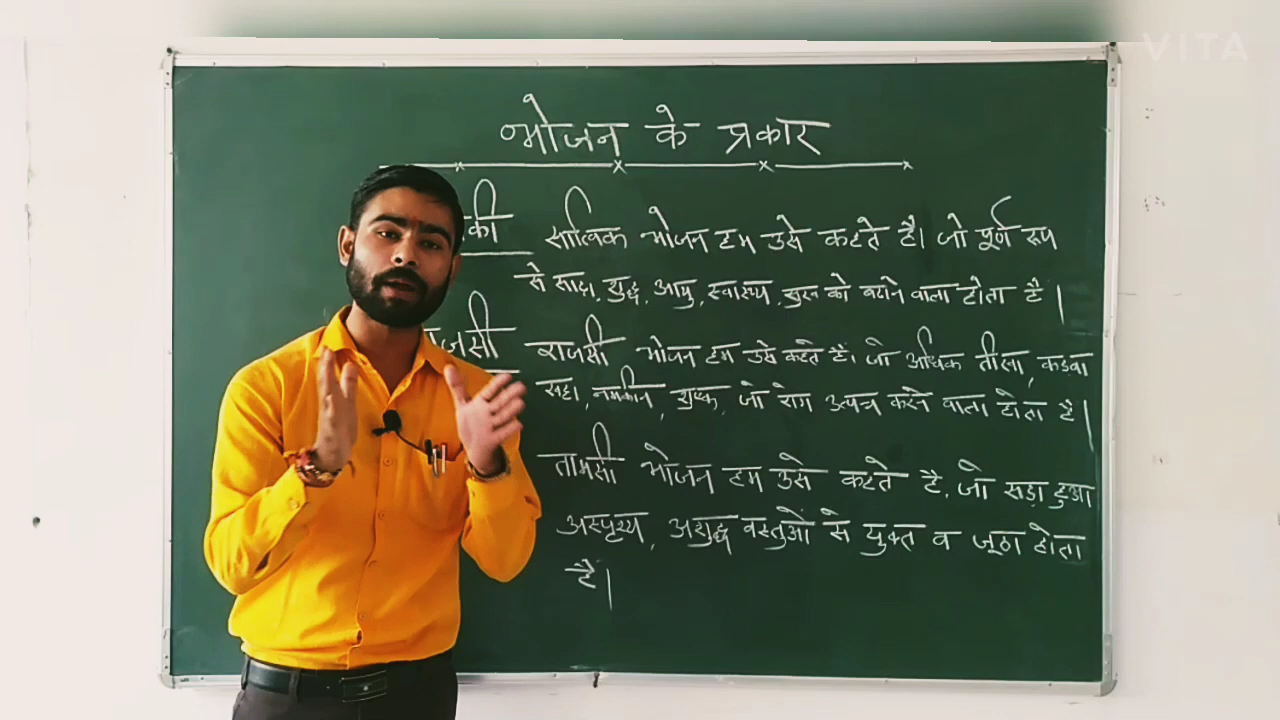 VITA
भोजन के प्रकार
सात्विक भोजन हम उसे कहते है। जो पूर्ण रूप
से सादा, शुद्ध, आयु, स्वास्थ्य, सुख को बढाने वाला होता है।
राजसी भोजन हम उसे कहते है। जो अधिक तीखा, कडवा
खट्टा, नमकीन, शुष्क, जो रोग उत्पन्न करने वाला होता है।
तामसी भोजन हम उसे कहते है, जो सड़ा हुआ
अस्पृश्य, अशुद्ध वस्तुओं से युक्त व जूठा होता
है।